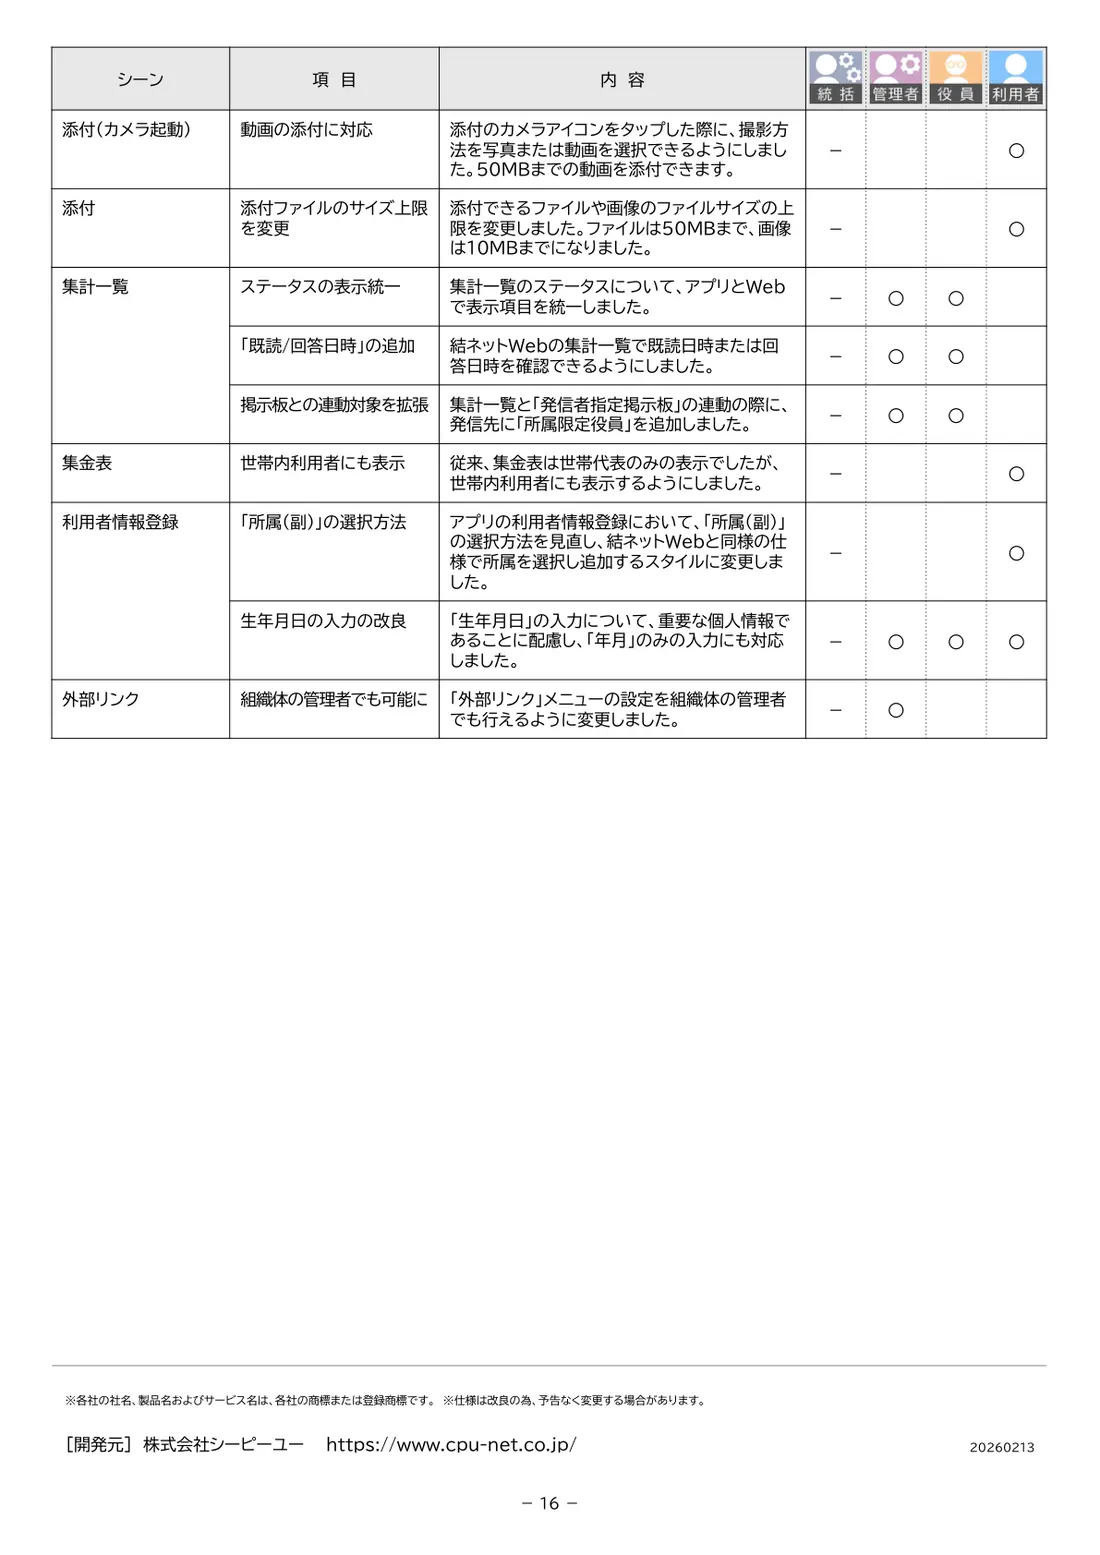 シーン 項 目 内 容 統 括 管理者 役 員 利用者
添付（カメラ起動） 動画の添付に対応 添付のカメラアイコンをタップした際に、撮影方
法を写真または動画を選択できるようにしまし
た。50MBまでの動画を添付できます。
－ ○
添付 添付ファイルのサイズ上限
を変更
添付できるファイルや画像のファイルサイズの上
限を変更しました。ファイルは50MBまで、画像
は10MBまでになりました。
－ ○
集計一覧 ステータスの表示統一 集計一覧のステータスについて、アプリとWeb
で表示項目を統一しました。
－ ○ ○
「既読/回答日時」の追加 結ネットWebの集計一覧で既読日時または回
答日時を確認できるようにしました。
－ ○ ○
掲示板との連動対象を拡張 集計一覧と「発信者指定掲示板」の連動の際に、
発信先に「所属限定役員」を追加しました。
－ ○ ○
集金表 世帯内利用者にも表示 従来、集金表は世帯代表のみの表示でしたが、
世帯内利用者にも表示するようにしました。
－ ○
利用者情報登録 「所属（副）」の選択方法 アプリの利用者情報登録において、「所属（副）」
の選択方法を見直し、結ネットWebと同様の仕
様で所属を選択し追加するスタイルに変更しま
した。
－ ○
生年月日の入力の改良 「生年月日」の入力について、重要な個人情報で
あることに配慮し、「年月」のみの入力にも対応
しました。
－ ○ ○ ○
外部リンク 組織体の管理者でも可能に 「外部リンク」メニューの設定を組織体の管理者
でも行えるように変更しました。
－ ○
※各社の社名、製品名およびサービス名は、各社の商標または登録商標です。 ※仕様は改良の為、予告なく変更する場合があります。
［開発元］ 株式会社シーピーユー https://www.cpu-net.co.jp/
20260213
－ 16 －